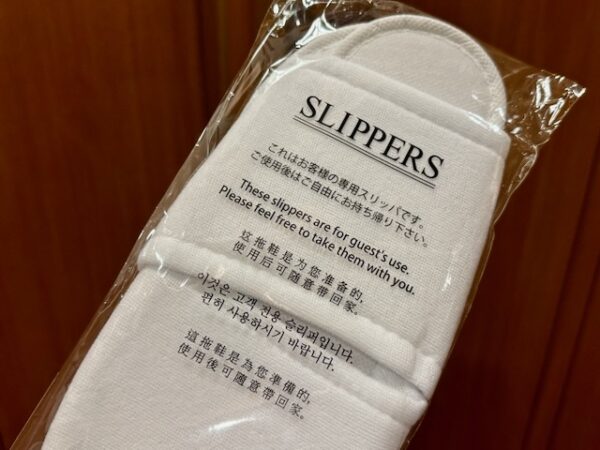 SLIPPERS
これはお客様の専用スリッパです。
ご使用後はご自由にお持ち帰り下さい。
These slippers are for guest's use.
Please feel free to take them with you.
这拖鞋是为您准备的,
使用后可随意带回家。
이것은 고객 전용 슬리퍼입니다.
편히 사용하시기 바랍니다.
這拖鞋是為您準備的,
使用後可隨意帶回家。